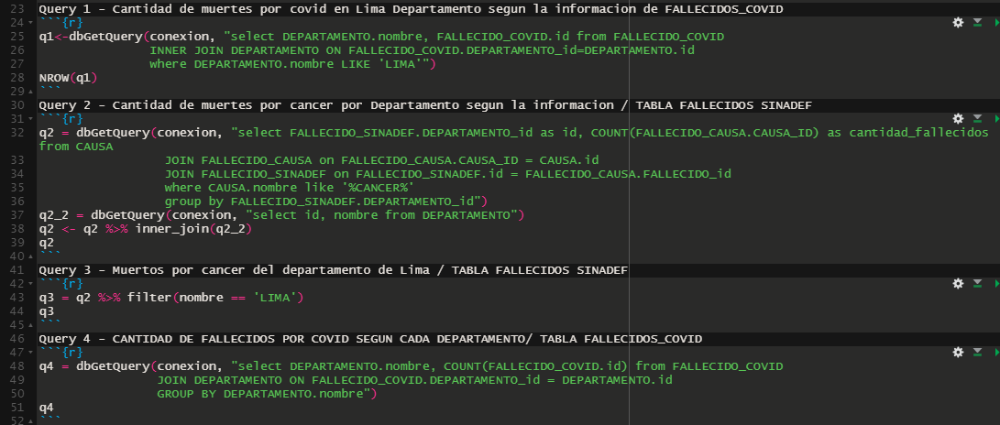 23 Query 1 - Cantidad de muertes por covid en Lima Departamento segun la informacion de FALLECIDOS_COVID
24 ```{r}
25 q1<-dbGetQuery(conexion, "select DEPARTAMENTO.nombre, FALLECIDO_COVID.id from FALLECIDO_COVID
26 INNER JOIN DEPARTAMENTO ON FALLECIDO_COVID.DEPARTAMENTO_id=DEPARTAMENTO.id
27 where DEPARTAMENTO.nombre LIKE 'LIMA'")
28 NROW(q1)
29 ```
30 Query 2 - Cantidad de muertes por cancer por Departamento segun la informacion / TABLA FALLECIDOS SINADEF
31 ```{r}
32 q2 = dbGetQuery(conexion, "select FALLECIDO_SINADEF.DEPARTAMENTO_id as id, COUNT(FALLECIDO_CAUSA.CAUSA_ID) as cantidad_fallecidos
from CAUSA
33 JOIN FALLECIDO_CAUSA on FALLECIDO_CAUSA.CAUSA_ID = CAUSA.id
34 JOIN FALLECIDO_SINADEF on FALLECIDO_SINADEF.id = FALLECIDO_CAUSA.FALLECIDO_id
35 where CAUSA.nombre like '%CANCER%'
36 group by FALLECIDO_SINADEF.DEPARTAMENTO_id")
37 q2_2 = dbGetQuery(conexion, "select id, nombre from DEPARTAMENTO")
38 q2 <- q2 %>% inner_join(q2_2)
39 q2
40 ```
41 Query 3 - Muertos por cancer del departamento de Lima / TABLA FALLECIDOS SINADEF
42 ```{r}
43 q3 = q2 %>% filter(nombre == 'LIMA')
44 q3
45 ```
46 Query 4 - CANTIDAD DE FALLECIDOS POR COVID SEGUN CADA DEPARTAMENTO/ TABLA FALLECIDOS_COVID
47 ```{r}
48 q4 = dbGetQuery(conexion, "select DEPARTAMENTO.nombre, COUNT(FALLECIDO_COVID.id) from FALLECIDO_COVID
49 JOIN DEPARTAMENTO ON FALLECIDO_COVID.DEPARTAMENTO_id = DEPARTAMENTO.id
50 GROUP BY DEPARTAMENTO.nombre")
51 q4
52 ```